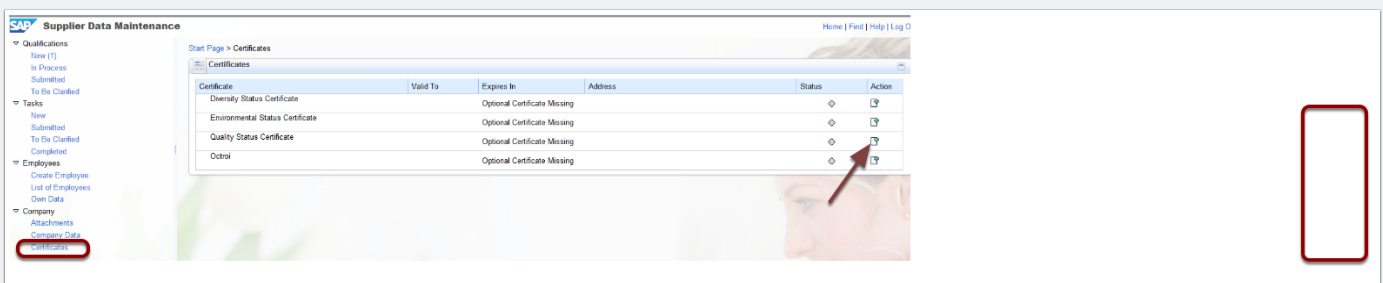 SAP Supplier Data Maintenance
Home | Find | Help | Log O
Qualifications
New (1)
In Process
Submitted
To Be Clarified
Tasks
New
Submitted
To Be Clarified
Completed
Employees
Create Employee
List of Employees
Own Data
Company
Attachments
Company Data
Certificates
Start Page > Certificates
Certificates
Certificate Valid To Expires In Address Status Action
Diversity Status Certificate Optional Certificate Missing
Environmental Status Certificate Optional Certificate Missing
Quality Status Certificate Optional Certificate Missing
Octroi Optional Certificate Missing